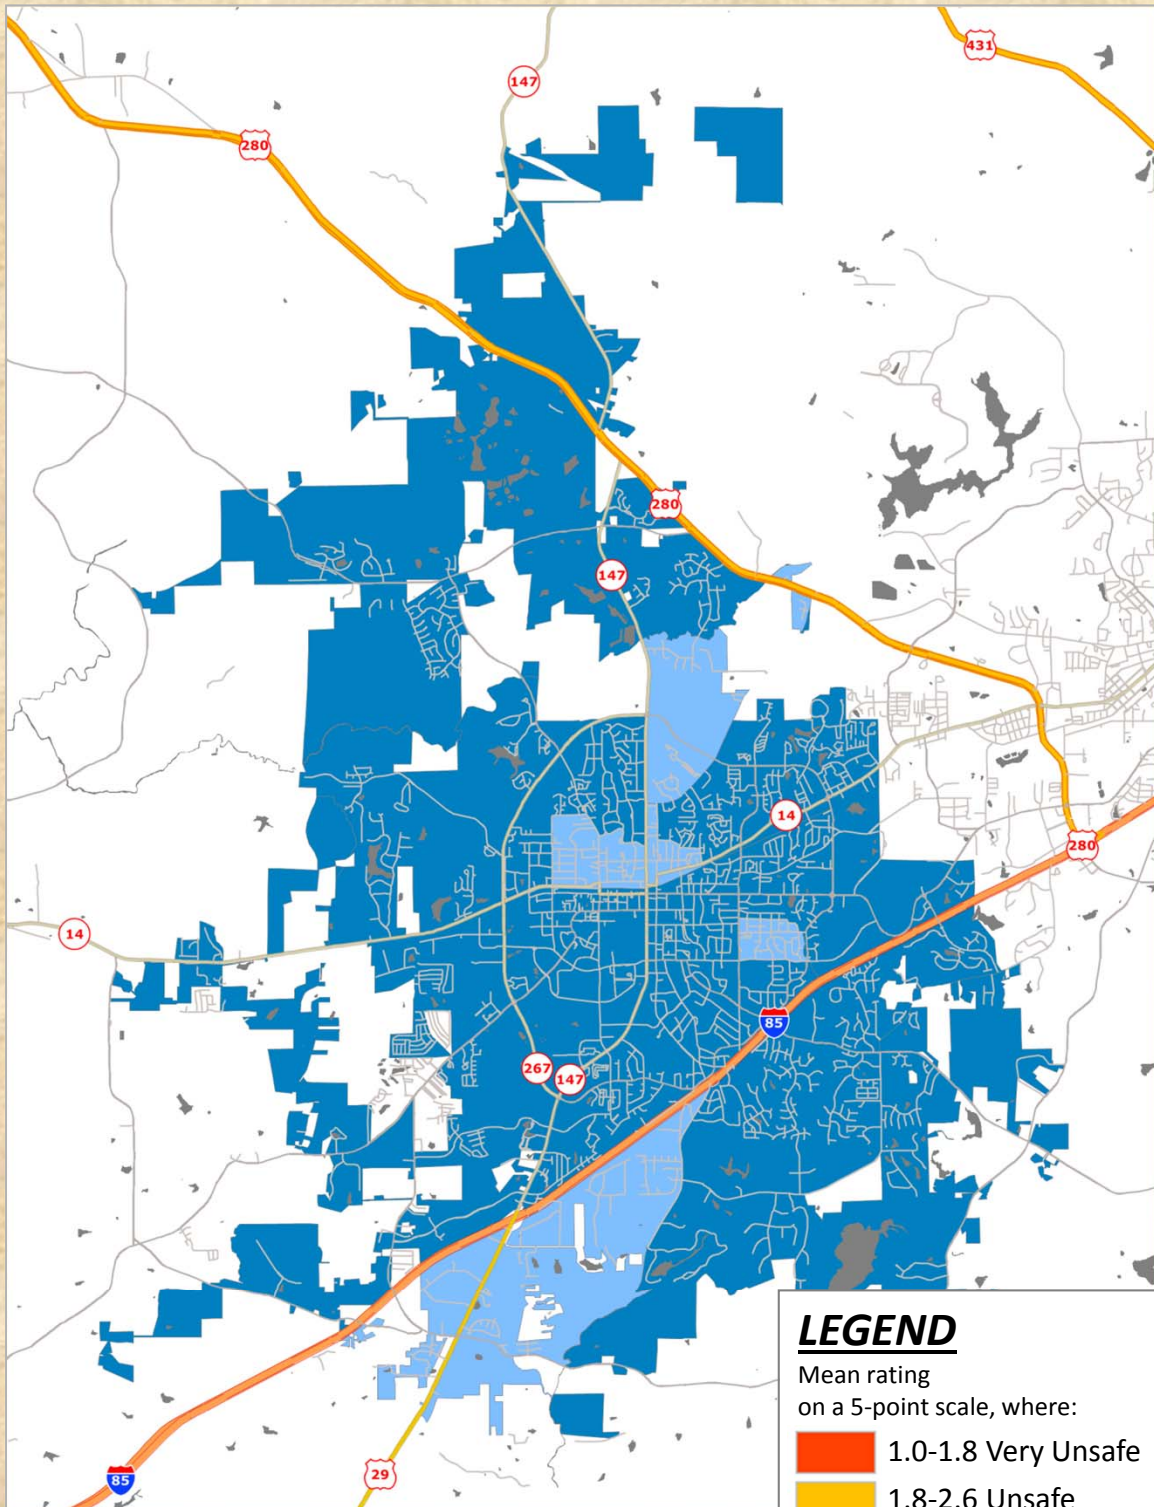 147
431
280
280
147
14
280
14
85
267
147
LEGEND
Mean rating
on a 5-point scale, where:
1.0-1.8 Very Unsafe
1.8-2.6 Unsafe
29
85